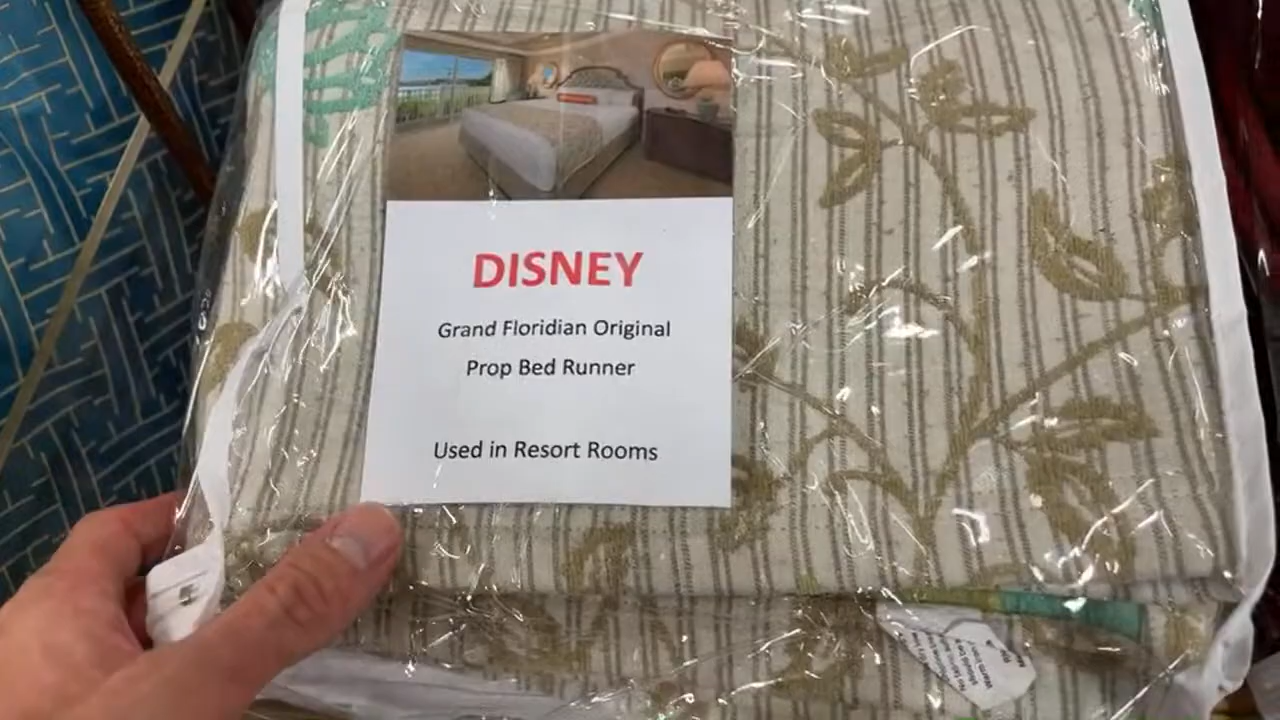 DISNEY
Grand Floridian Original
Prop Bed Runner
Used in Resort Rooms